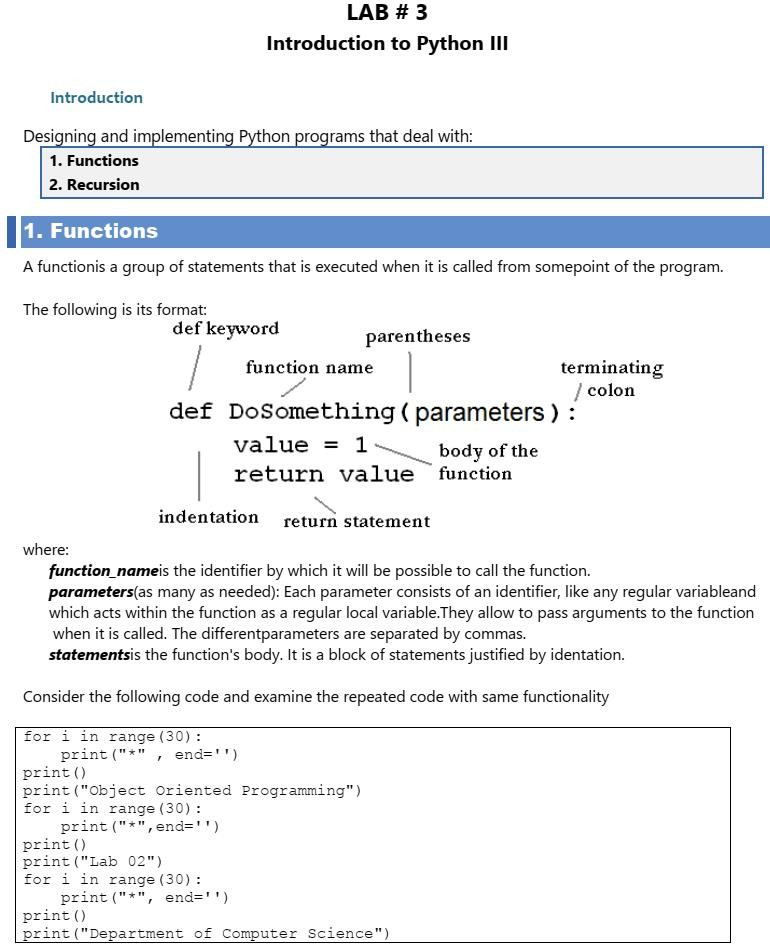 LAB # 3
Introduction to Python III
Introduction
Designing and implementing Python programs that deal with:
1. Functions
2. Recursion
1. Functions
A functionis a group of statements that is executed when it is called from somepoint of the program.
The following is its format:
def keyword
parentheses
function name
terminating
colon
def DoSomething(parameters):
value = 1
body of the
return value
function
indentation
return statement
where:
function_nameis the identifier by which it will be possible to call the function.
parameters(as many as needed): Each parameter consists of an identifier, like any regular variableand
which acts within the function as a regular local variable.They allow to pass arguments to the function
when it is called. The differentparameters are separated by commas.
statementsis the function's body. It is a block of statements justified by identation.
Consider the following code and examine the repeated code with same functionality
for i in range(30):
    print("*" , end='')
print()
print("Object Oriented Programming")
for i in range(30):
    print("*",end='')
print()
print("Lab 02")
for i in range(30):
    print("*", end='')
print()
print("Department of Computer Science")